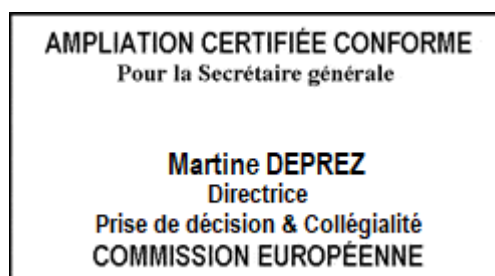 AMPLIATION CERTIFIÉE CONFORME
Pour la Secrétaire générale
Martine DEPREZ
Directrice
Prise de décision & Collégialité
COMMISSION EUROPÉENNE